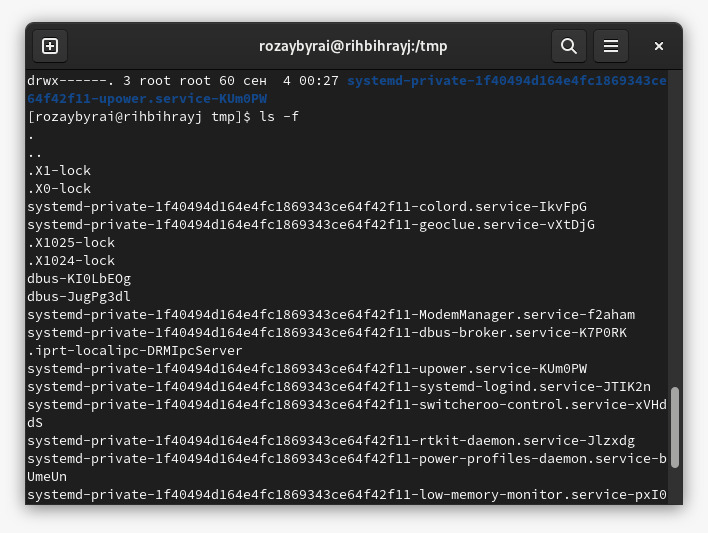 rozaybyrai@rihbihrayj:/tmp
drwx------. 3 root root 60 сен  4 00:27 systemd-private-1f40494d164e4fc1869343ce
64f42f11-upower.service-KUm0PW
[rozaybyrai@rihbihrayj tmp]$ ls -f
.
..
.X1-lock
.X0-lock
systemd-private-1f40494d164e4fc1869343ce64f42f11-colord.service-IkvFpG
systemd-private-1f40494d164e4fc1869343ce64f42f11-geoclue.service-vXtDjG
.X1025-lock
.X1024-lock
dbus-KI0LbEOg
dbus-JugPg3dl
systemd-private-1f40494d164e4fc1869343ce64f42f11-ModemManager.service-f2aham
systemd-private-1f40494d164e4fc1869343ce64f42f11-dbus-broker.service-K7P0RK
.iprt-localipc-DRMIpcServer
systemd-private-1f40494d164e4fc1869343ce64f42f11-upower.service-KUm0PW
systemd-private-1f40494d164e4fc1869343ce64f42f11-systemd-logind.service-JTIK2n
systemd-private-1f40494d164e4fc1869343ce64f42f11-switcheroo-control.service-xVHd
dS
systemd-private-1f40494d164e4fc1869343ce64f42f11-rtkit-daemon.service-Jlzxdg
systemd-private-1f40494d164e4fc1869343ce64f42f11-power-profiles-daemon.service-b
UmeUn
systemd-private-1f40494d164e4fc1869343ce64f42f11-low-memory-monitor.service-pxI0